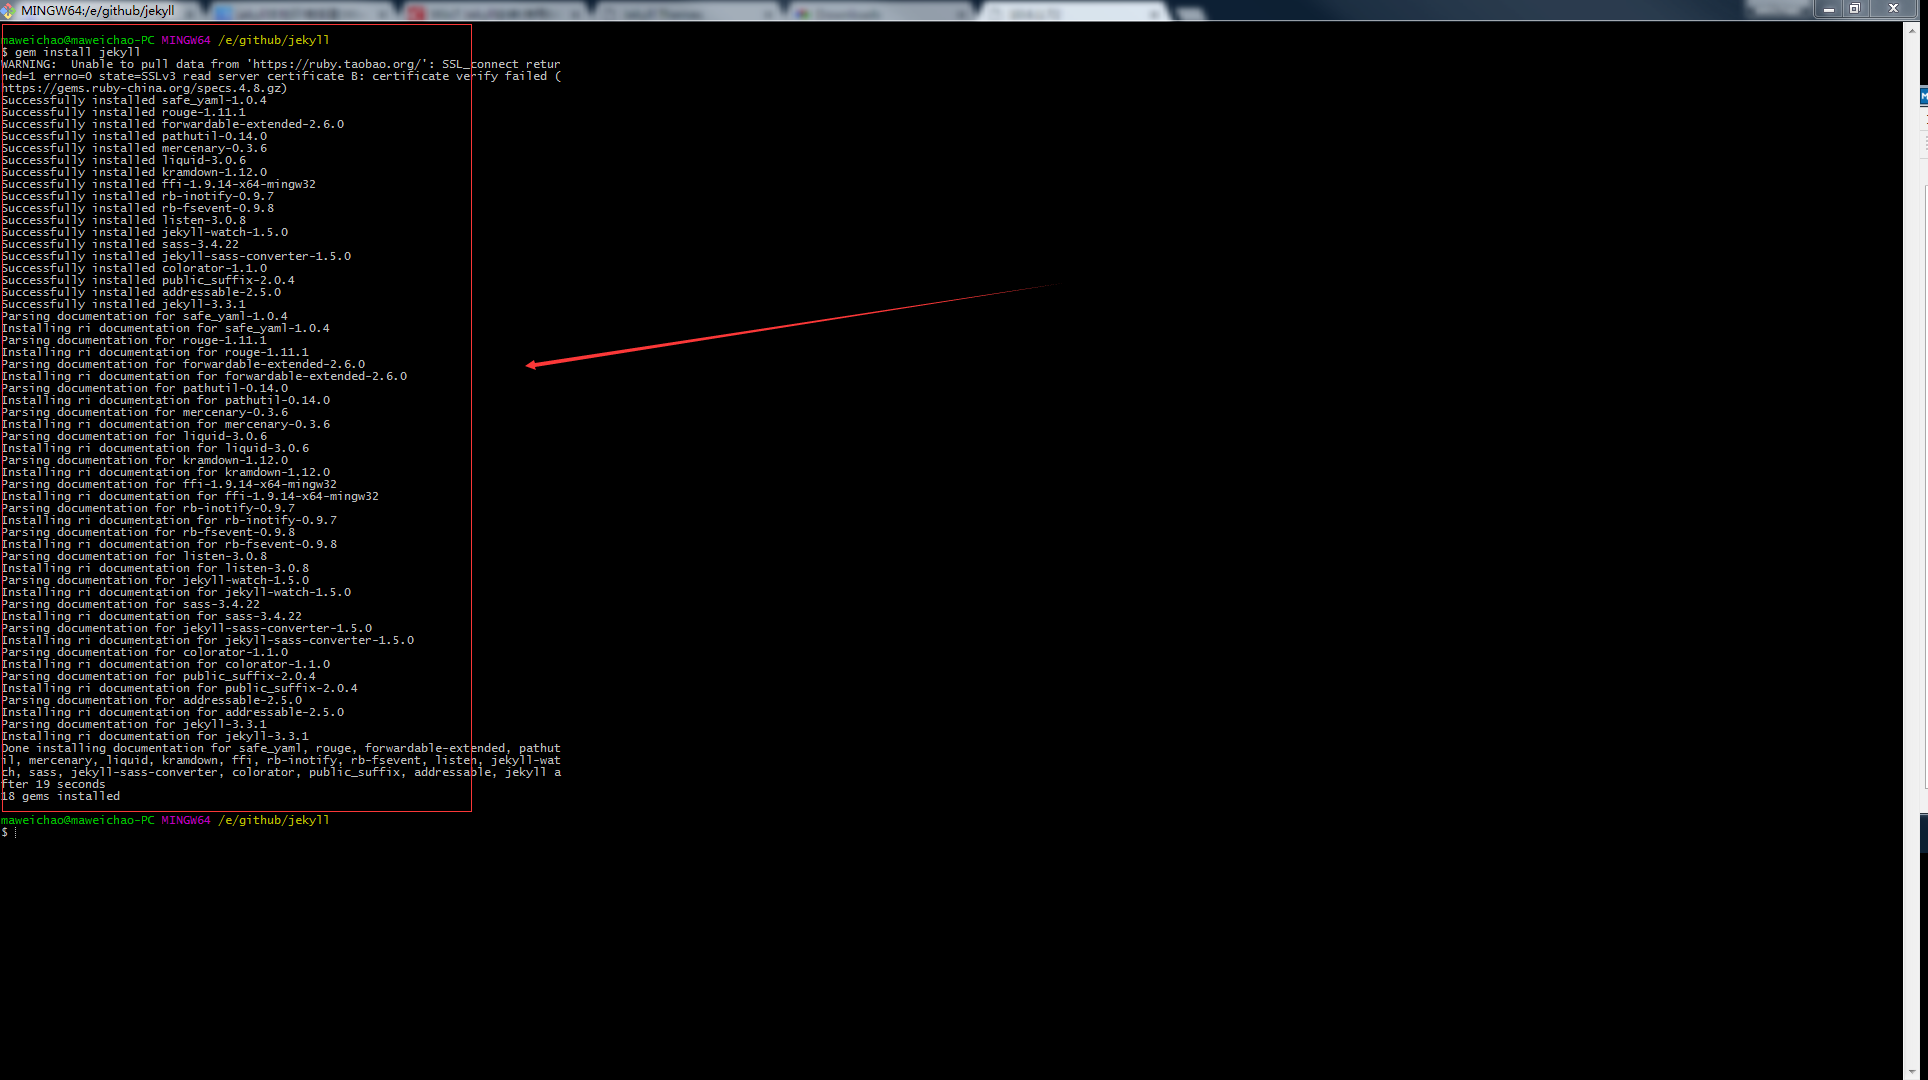 MINGW64:/e/github/jekyll
maweichao@maweichao-PC MINGW64 /e/github/jekyll
$ gem install jekyll
WARNING:  Unable to pull data from 'https://ruby.taobao.org/': SSL_connect retur
ned=1 errno=0 state=SSLv3 read server certificate B: certificate verify failed (
https://gems.ruby-china.org/specs.4.8.gz)
Successfully installed safe_yaml-1.0.4
Successfully installed rouge-1.11.1
Successfully installed forwardable-extended-2.6.0
Successfully installed pathutil-0.14.0
Successfully installed mercenary-0.3.6
Successfully installed liquid-3.0.6
Successfully installed kramdown-1.12.0
Successfully installed ffi-1.9.14-x64-mingw32
Successfully installed rb-inotify-0.9.7
Successfully installed rb-fsevent-0.9.8
Successfully installed listen-3.0.8
Successfully installed jekyll-watch-1.5.0
Successfully installed sass-3.4.22
Successfully installed jekyll-sass-converter-1.5.0
Successfully installed colorator-1.1.0
Successfully installed public_suffix-2.0.4
Successfully installed addressable-2.5.0
Successfully installed jekyll-3.3.1
Parsing documentation for safe_yaml-1.0.4
Installing ri documentation for safe_yaml-1.0.4
Parsing documentation for rouge-1.11.1
Installing ri documentation for rouge-1.11.1
Parsing documentation for forwardable-extended-2.6.0
Installing ri documentation for forwardable-extended-2.6.0
Parsing documentation for pathutil-0.14.0
Installing ri documentation for pathutil-0.14.0
Parsing documentation for mercenary-0.3.6
Installing ri documentation for mercenary-0.3.6
Parsing documentation for liquid-3.0.6
Installing ri documentation for liquid-3.0.6
Parsing documentation for kramdown-1.12.0
Installing ri documentation for kramdown-1.12.0
Parsing documentation for ffi-1.9.14-x64-mingw32
Installing ri documentation for ffi-1.9.14-x64-mingw32
Parsing documentation for rb-inotify-0.9.7
Installing ri documentation for rb-inotify-0.9.7
Parsing documentation for rb-fsevent-0.9.8
Installing ri documentation for rb-fsevent-0.9.8
Parsing documentation for listen-3.0.8
Installing ri documentation for listen-3.0.8
Parsing documentation for jekyll-watch-1.5.0
Installing ri documentation for jekyll-watch-1.5.0
Parsing documentation for sass-3.4.22
Installing ri documentation for sass-3.4.22
Parsing documentation for jekyll-sass-converter-1.5.0
Installing ri documentation for jekyll-sass-converter-1.5.0
Parsing documentation for colorator-1.1.0
Installing ri documentation for colorator-1.1.0
Parsing documentation for public_suffix-2.0.4
Installing ri documentation for public_suffix-2.0.4
Parsing documentation for addressable-2.5.0
Installing ri documentation for addressable-2.5.0
Parsing documentation for jekyll-3.3.1
Installing ri documentation for jekyll-3.3.1
Done installing documentation for safe_yaml, rouge, forwardable-extended, pathut
il, mercenary, liquid, kramdown, ffi, rb-inotify, rb-fsevent, listen, jekyll-wat
ch, sass, jekyll-sass-converter, colorator, public_suffix, addressable, jekyll a
fter 19 seconds
18 gems installed
maweichao@maweichao-PC MINGW64 /e/github/jekyll
$